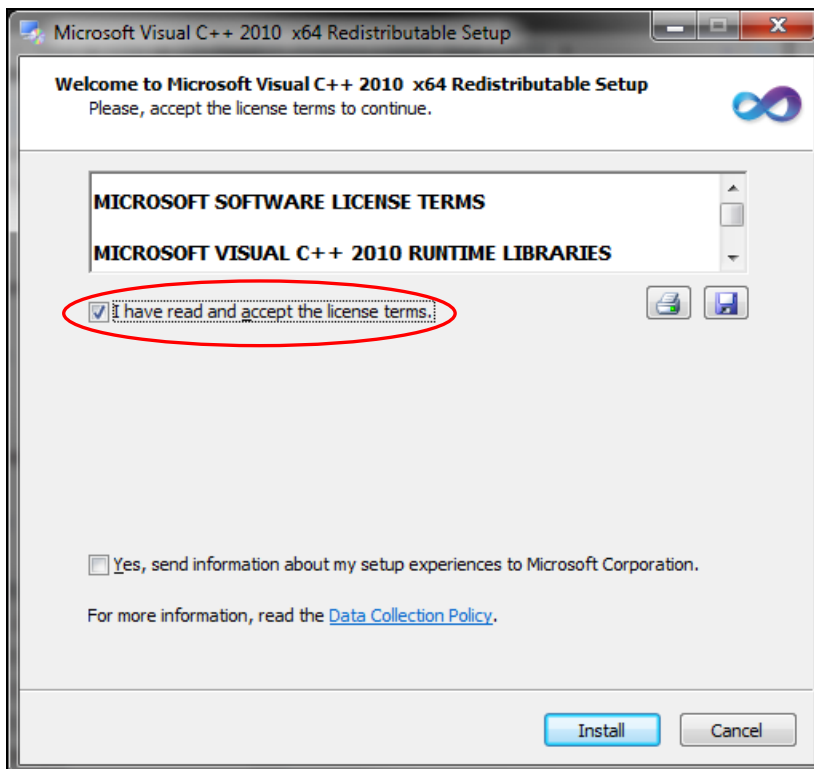 Microsoft Visual C++ 2010  x64 Redistributable Setup
Welcome to Microsoft Visual C++ 2010  x64 Redistributable Setup
Please, accept the license terms to continue.
MICROSOFT SOFTWARE LICENSE TERMS
MICROSOFT VISUAL C++ 2010 RUNTIME LIBRARIES
I have read and accept the license terms.
Yes, send information about my setup experiences to Microsoft Corporation.
For more information, read the Data Collection Policy.
Install Cancel